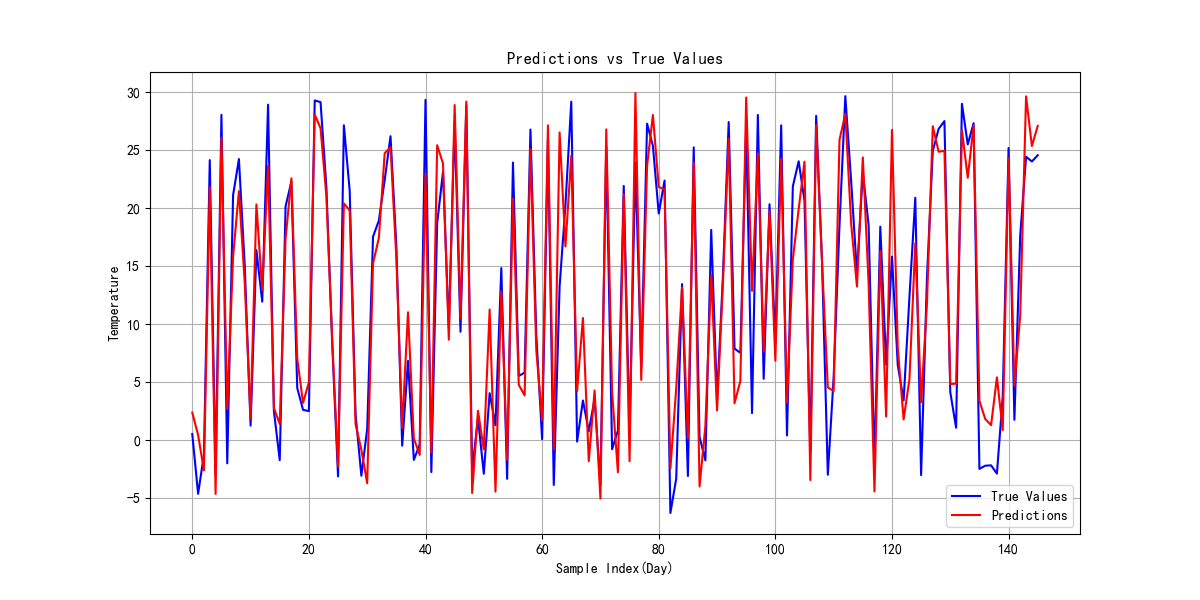 Predictions vs True Values
Temperature
30
25
20
15
10
5
0
−5
0 20 40 60 80 100 120 140
Sample Index(Day)
True Values
Predictions